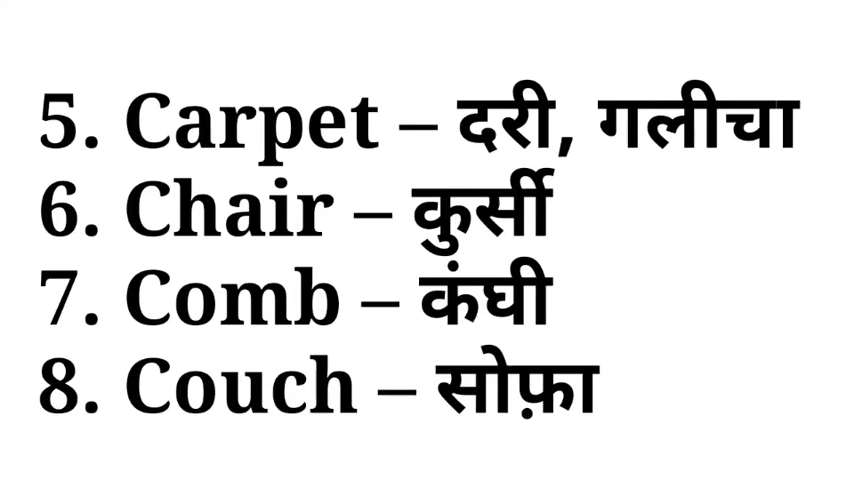 5. Carpet – दरी, गलीचा
6. Chair – कुर्सी
7. Comb – कंघी
8. Couch – सोफ़ा